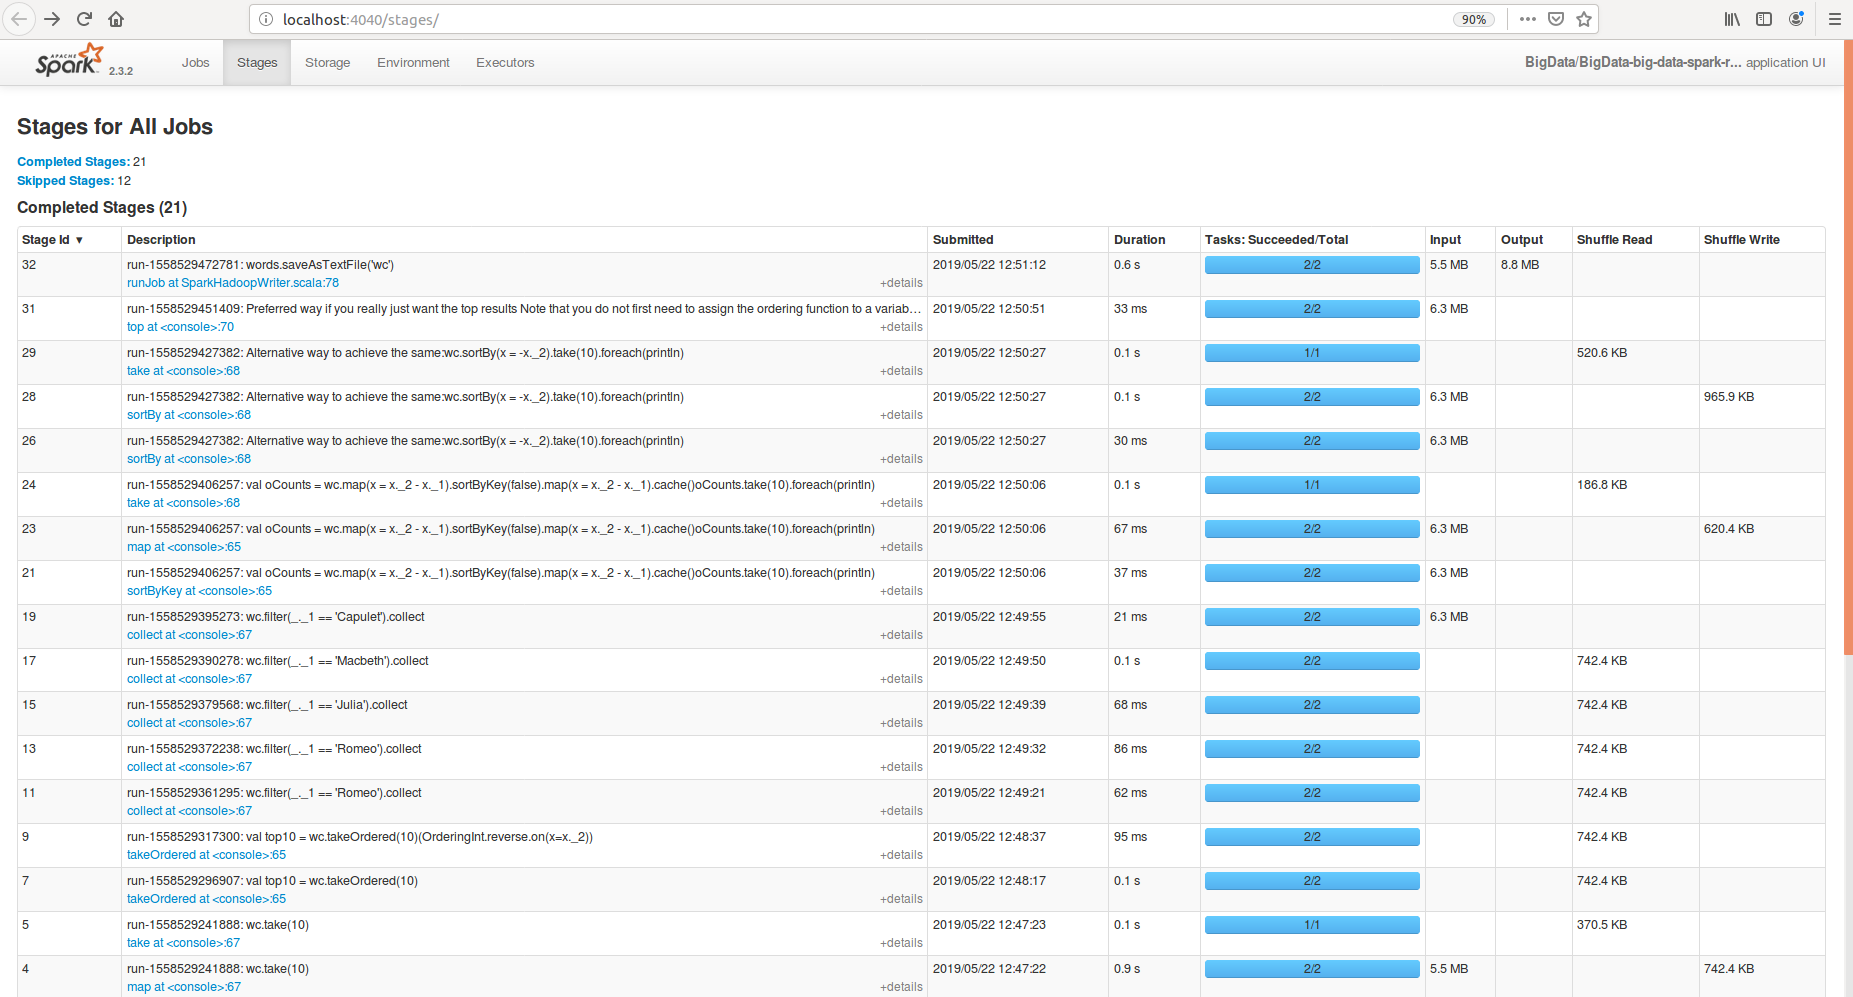 localhost:4040/stages/
90%
APACHE
Spark 2.3.2
Jobs
Stages
Storage
Environment
Executors
BigData/BigData-big-data-spark-r... application UI
Stages for All Jobs
Completed Stages: 21
Skipped Stages: 12
Completed Stages (21)
Stage Id ▾ Description Submitted Duration Tasks: Succeeded/Total Input Output Shuffle Read Shuffle Write
32 run-1558529472781: words.saveAsTextFile('wc') 2019/05/22 12:51:12 0.6 s 2/2 5.5 MB 8.8 MB
runJob at SparkHadoopWriter.scala:78 +details
31 run-1558529451409: Preferred way if you really just want the top results Note that you do not first need to assign the ordering function to a variab... 2019/05/22 12:50:51 33 ms 2/2 6.3 MB
top at <console>:70 +details
29 run-1558529427382: Alternative way to achieve the same:wc.sortBy(x = -x._2).take(10).foreach(println) 2019/05/22 12:50:27 0.1 s 1/1 520.6 KB
take at <console>:68 +details
28 run-1558529427382: Alternative way to achieve the same:wc.sortBy(x = -x._2).take(10).foreach(println) 2019/05/22 12:50:27 0.1 s 2/2 6.3 MB 965.9 KB
sortBy at <console>:68 +details
26 run-1558529427382: Alternative way to achieve the same:wc.sortBy(x = -x._2).take(10).foreach(println) 2019/05/22 12:50:27 30 ms 2/2 6.3 MB
sortBy at <console>:68 +details
24 run-1558529406257: val oCounts = wc.map(x = x._2 - x._1).sortByKey(false).map(x = x._2 - x._1).cache()oCounts.take(10).foreach(println) 2019/05/22 12:50:06 0.1 s 1/1 186.8 KB
take at <console>:68 +details
23 run-1558529406257: val oCounts = wc.map(x = x._2 - x._1).sortByKey(false).map(x = x._2 - x._1).cache()oCounts.take(10).foreach(println) 2019/05/22 12:50:06 67 ms 2/2 6.3 MB 620.4 KB
map at <console>:65 +details
21 run-1558529406257: val oCounts = wc.map(x = x._2 - x._1).sortByKey(false).map(x = x._2 - x._1).cache()oCounts.take(10).foreach(println) 2019/05/22 12:50:06 37 ms 2/2 6.3 MB
sortByKey at <console>:65 +details
19 run-1558529395273: wc.filter(_._1 == 'Capulet').collect 2019/05/22 12:49:55 21 ms 2/2 6.3 MB
collect at <console>:67 +details
17 run-1558529390278: wc.filter(_._1 == 'Macbeth').collect 2019/05/22 12:49:50 0.1 s 2/2 742.4 KB
collect at <console>:67 +details
15 run-1558529379568: wc.filter(_._1 == 'Julia').collect 2019/05/22 12:49:39 68 ms 2/2 742.4 KB
collect at <console>:67 +details
13 run-1558529372238: wc.filter(_._1 == 'Romeo').collect 2019/05/22 12:49:32 86 ms 2/2 742.4 KB
collect at <console>:67 +details
11 run-1558529361295: wc.filter(_._1 == 'Romeo').collect 2019/05/22 12:49:21 62 ms 2/2 742.4 KB
collect at <console>:67 +details
9 run-1558529317300: val top10 = wc.takeOrdered(10)(OrderingInt.reverse.on(x=x._2)) 2019/05/22 12:48:37 95 ms 2/2 742.4 KB
takeOrdered at <console>:65 +details
7 run-1558529296907: val top10 = wc.takeOrdered(10) 2019/05/22 12:48:17 0.1 s 2/2 742.4 KB
takeOrdered at <console>:65 +details
5 run-1558529241888: wc.take(10) 2019/05/22 12:47:23 0.1 s 1/1 370.5 KB
take at <console>:67 +details
4 run-1558529241888: wc.take(10) 2019/05/22 12:47:22 0.9 s 2/2 5.5 MB 742.4 KB
map at <console>:67 +details